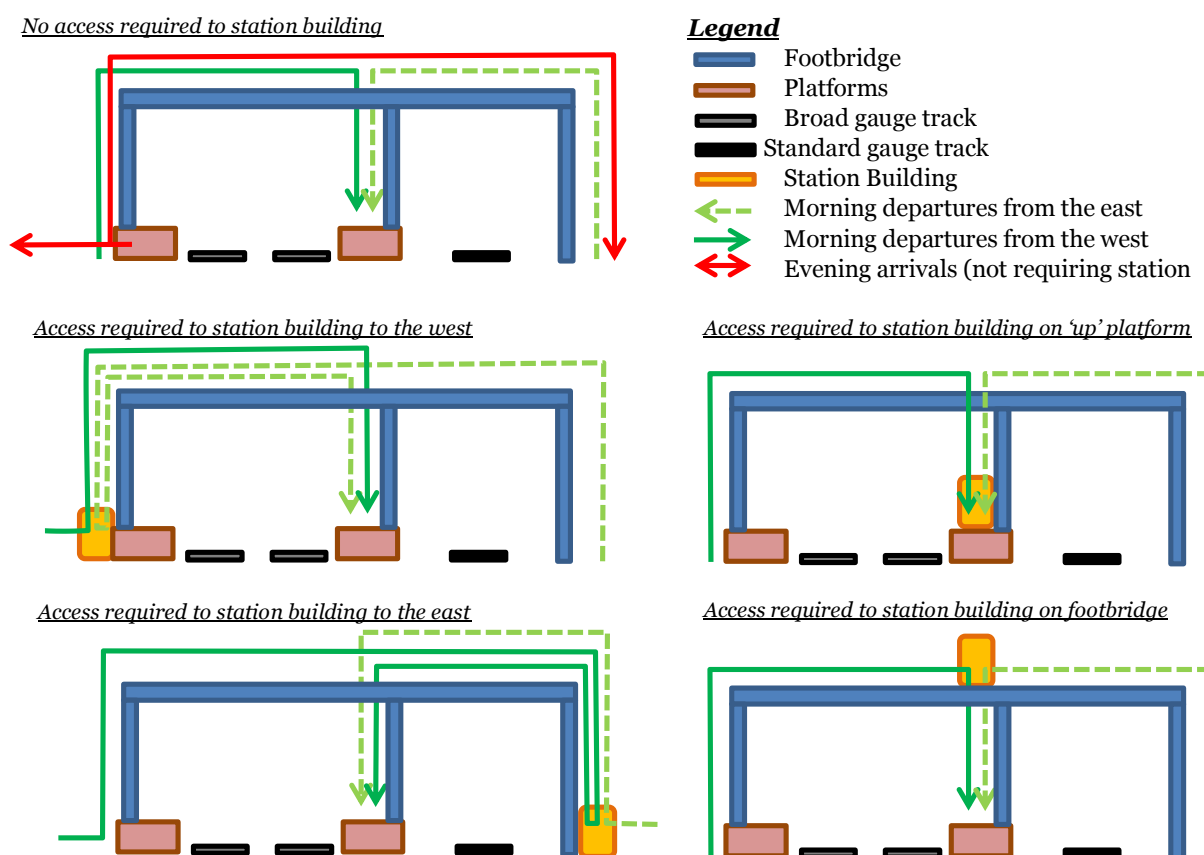 No access required to station building
Legend
Footbridge
Platforms
Broad gauge track
Standard gauge track
Station Building
Morning departures from the east
Morning departures from the west
Evening arrivals (not requiring station
Access required to station building to the west
Access required to station building on ‘up’ platform
Access required to station building to the east
Access required to station building on footbridge